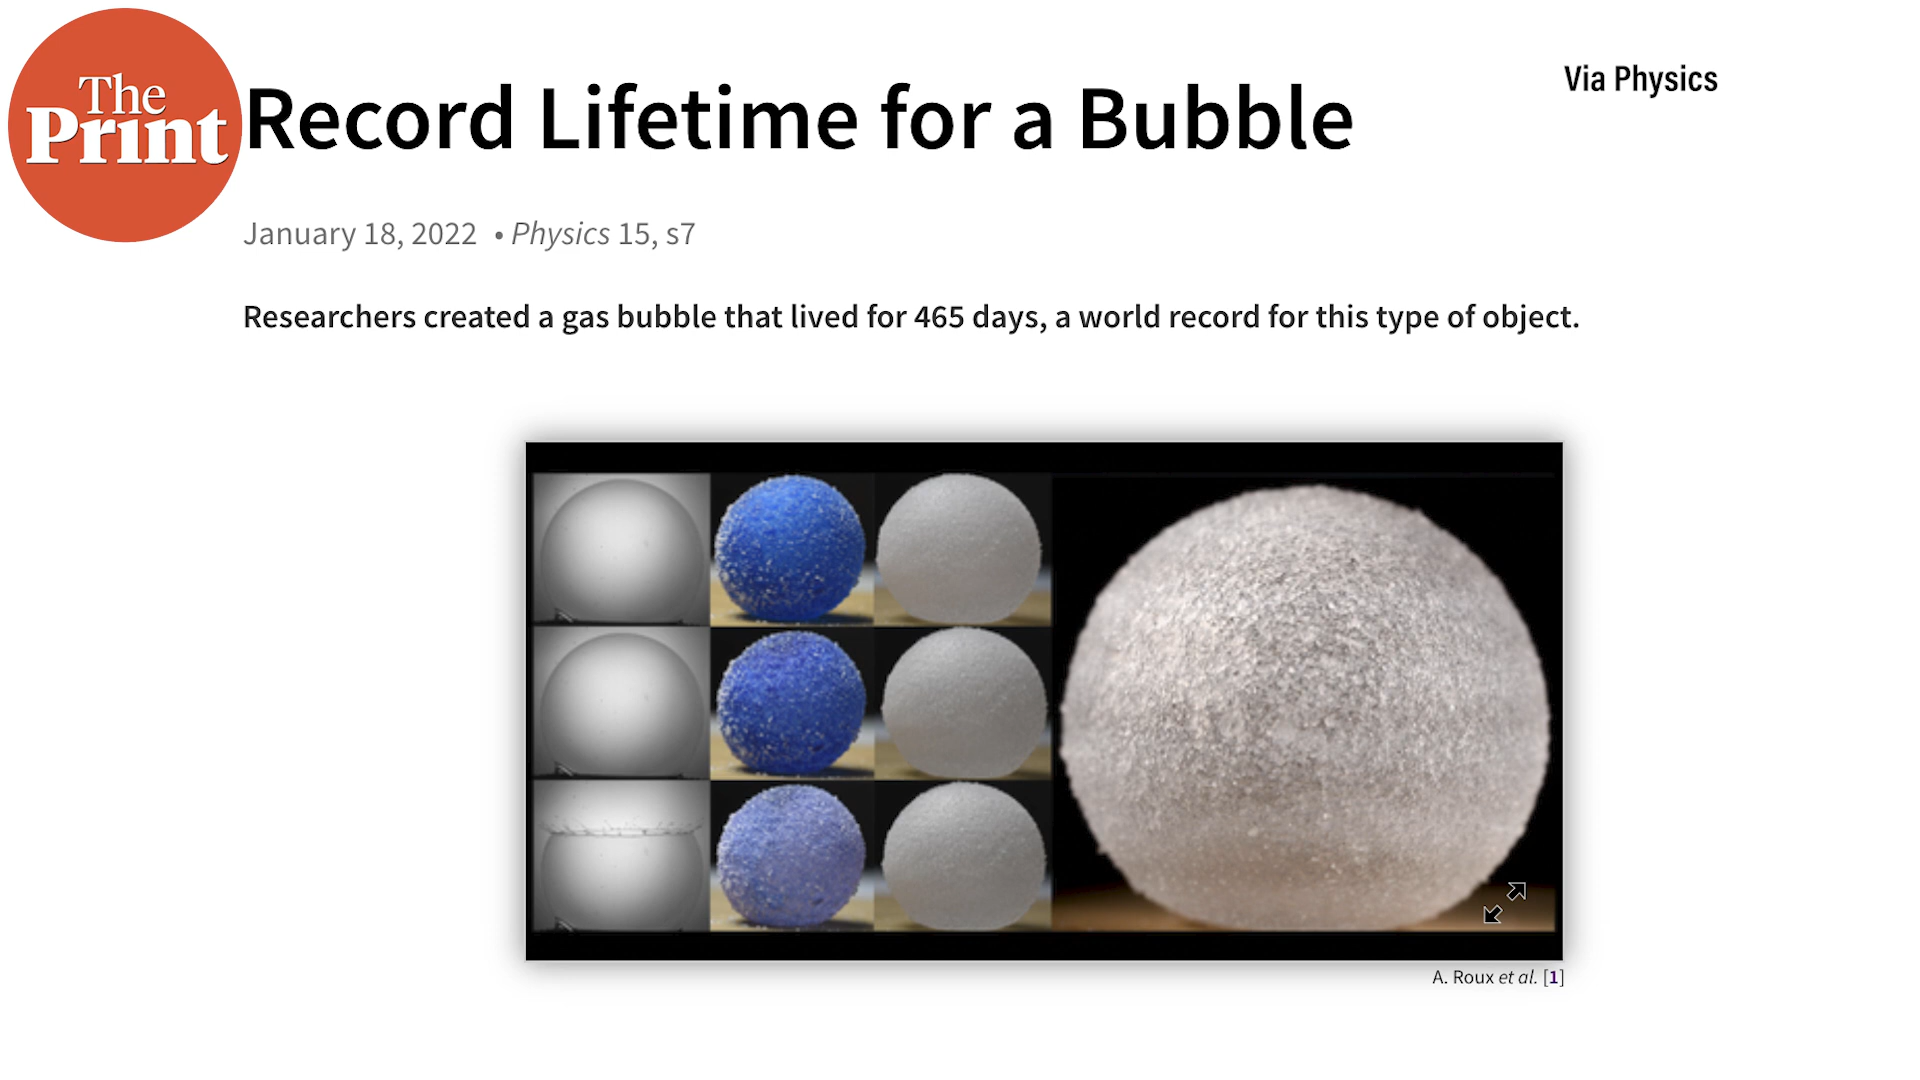 The
Print
Record Lifetime for a Bubble
Via Physics
January 18, 2022 • Physics 15, s7
Researchers created a gas bubble that lived for 465 days, a world record for this type of object.
A. Roux et al. [1]